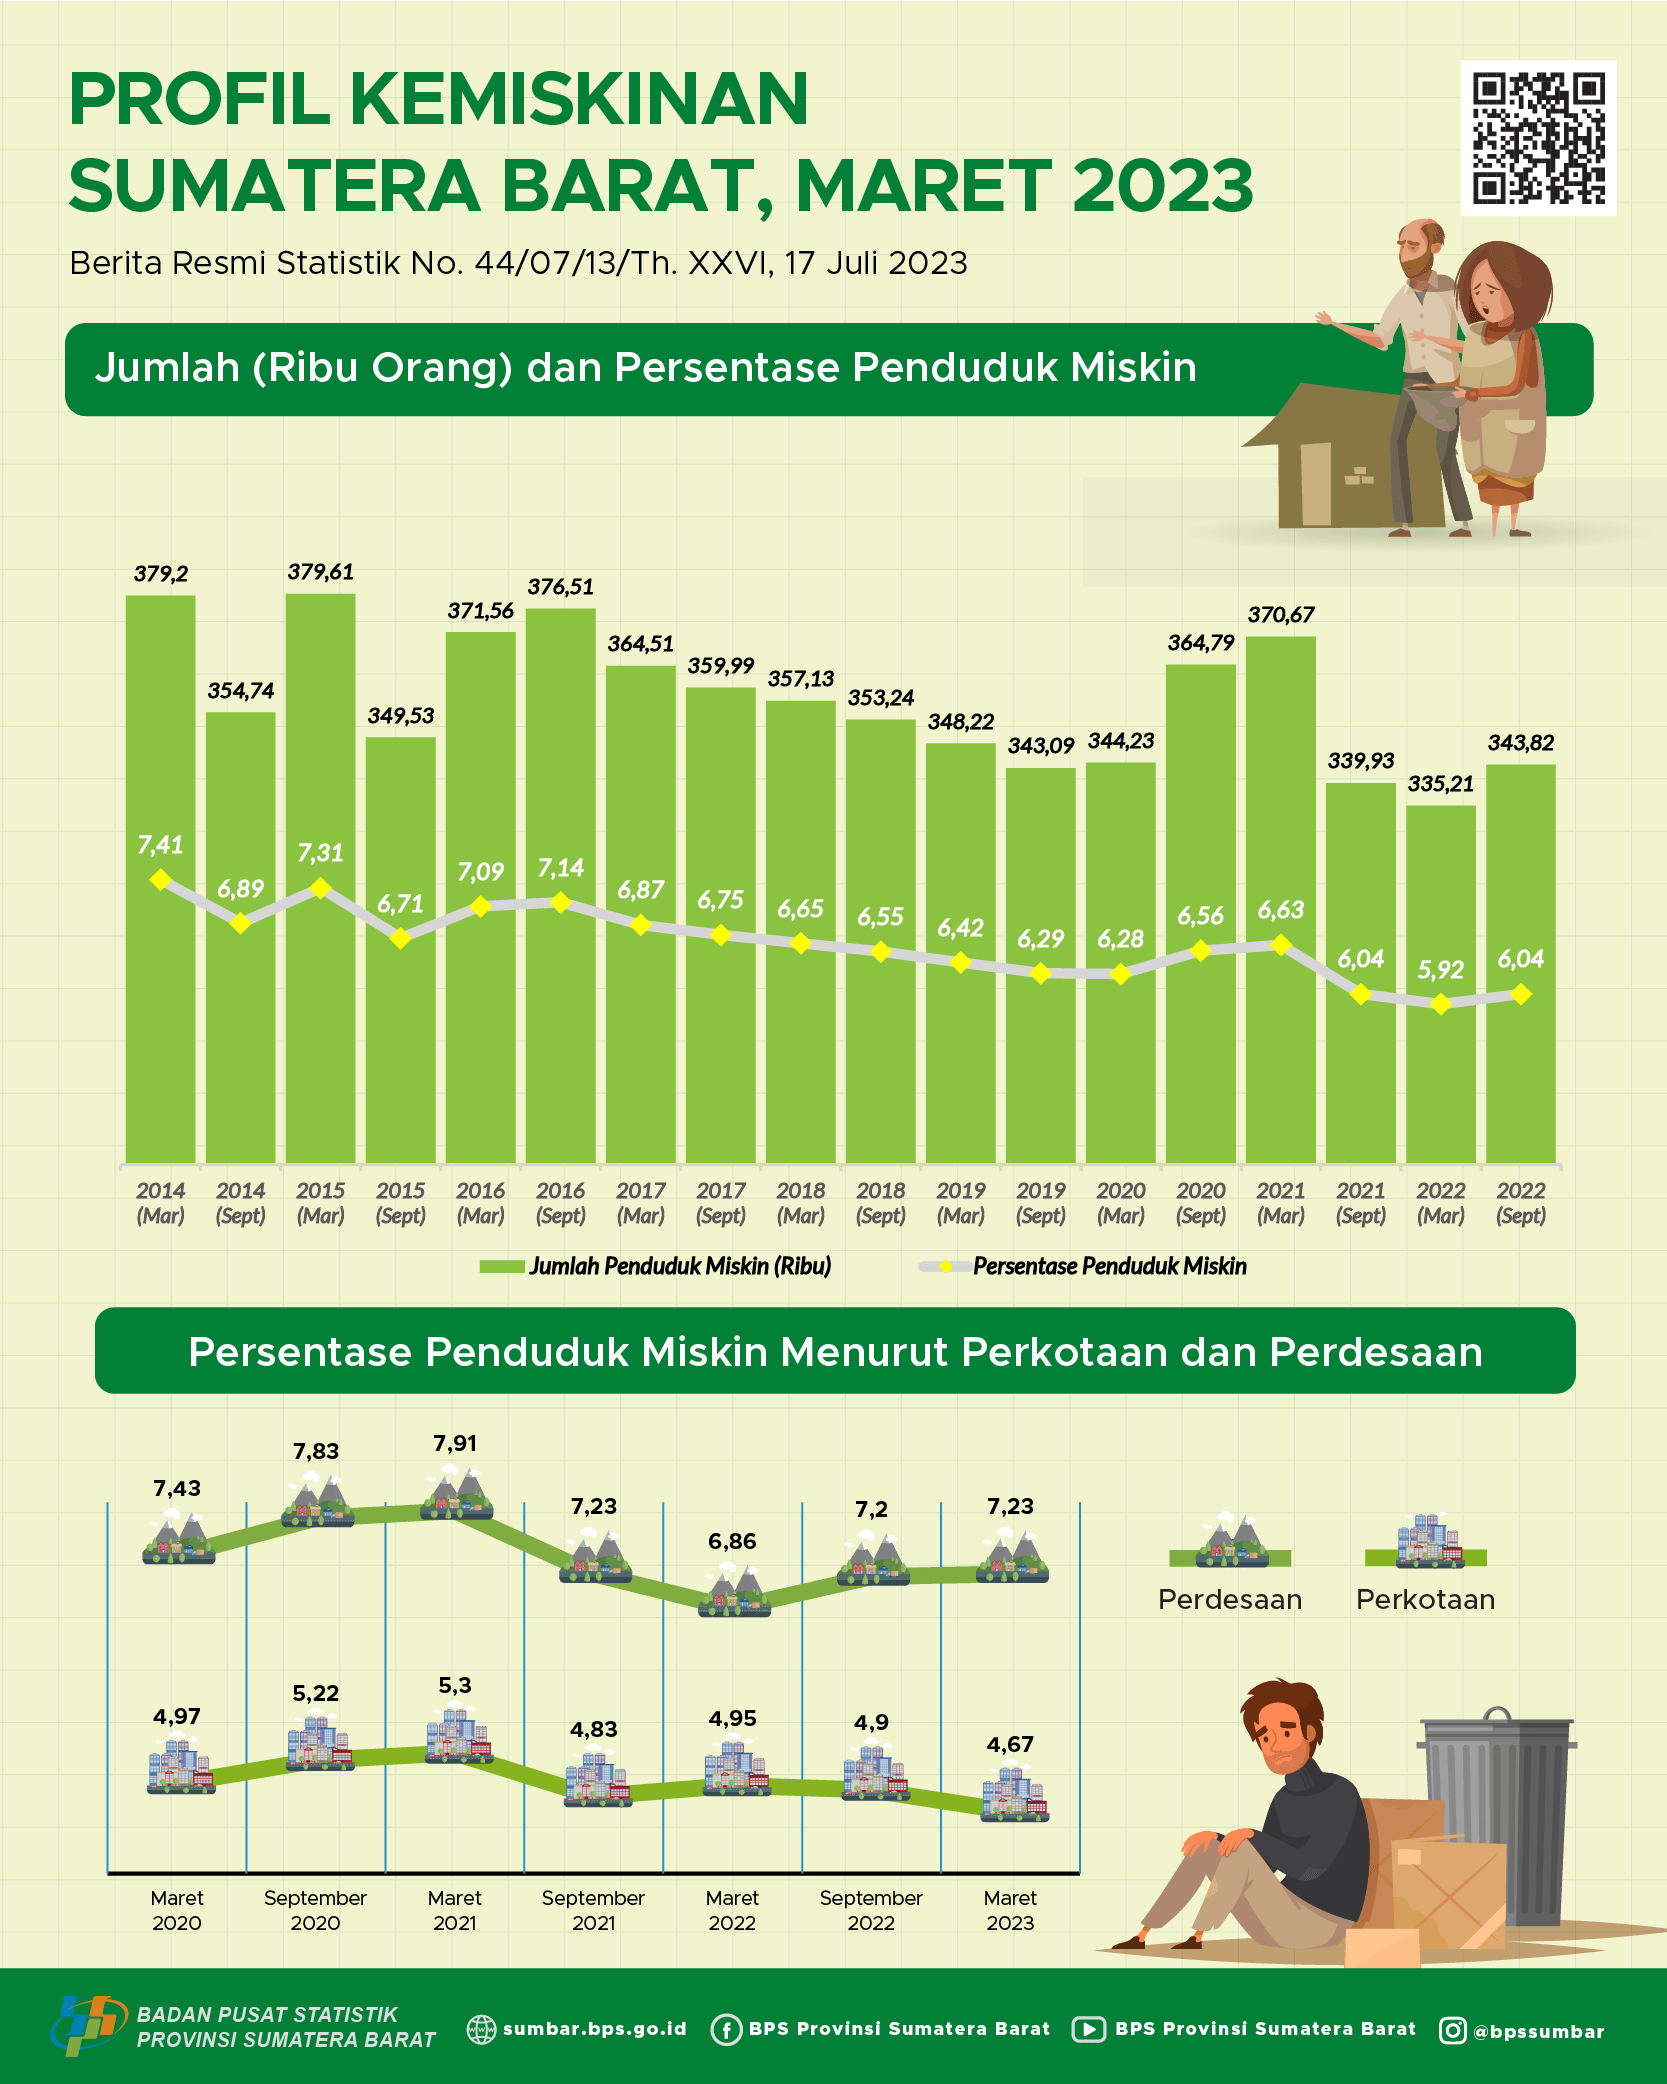 PROFIL KEMISKINAN
SUMATERA BARAT, MARET 2023
Berita Resmi Statistik No. 44/07/13/Th. XXVI, 17 Juli 2023
Jumlah (Ribu Orang) dan Persentase Penduduk Miskin
379,2
354,74
379,61
349,53
371,56
376,51
364,51
359,99
357,13
353,24
348,22
343,09
344,23
364,79
370,67
339,93
335,21
343,82
7,41
6,89
7,31
6,71
7,09
7,14
6,87
6,75
6,65
6,55
6,42
6,29
6,28
6,56
6,63
6,04
5,92
6,04
2014 (Mar)
2014 (Sept)
2015 (Mar)
2015 (Sept)
2016 (Mar)
2016 (Sept)
2017 (Mar)
2017 (Sept)
2018 (Mar)
2018 (Sept)
2019 (Mar)
2019 (Sept)
2020 (Mar)
2020 (Sept)
2021 (Mar)
2021 (Sept)
2022 (Mar)
2022 (Sept)
Jumlah Penduduk Miskin (Ribu)
Persentase Penduduk Miskin
Persentase Penduduk Miskin Menurut Perkotaan dan Perdesaan
7,43
7,83
7,91
7,23
6,86
7,2
7,23
4,97
5,22
5,3
4,83
4,95
4,9
4,67
Maret 2020
September 2020
Maret 2021
September 2021
Maret 2022
September 2022
Maret 2023
Perdesaan
Perkotaan
BADAN PUSAT STATISTIK
PROVINSI SUMATERA BARAT
sumbar.bps.go.id
BPS Provinsi Sumatera Barat
BPS Provinsi Sumatera Barat
@bpssumbar